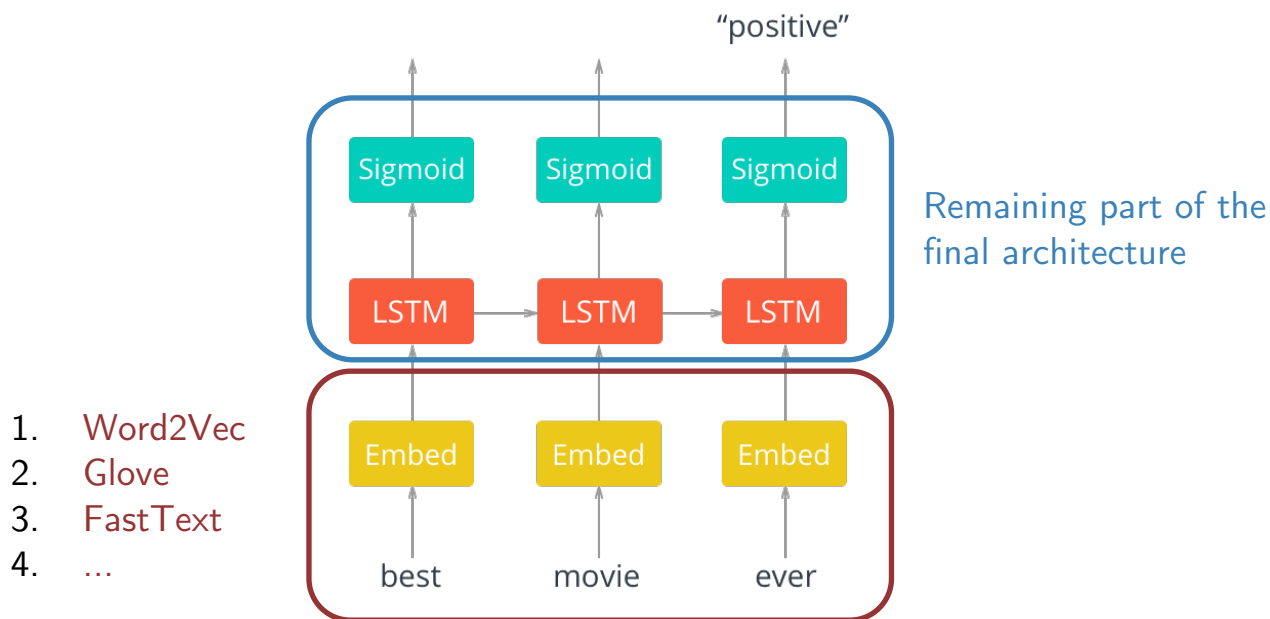 “positive”
Sigmoid Sigmoid Sigmoid
Remaining part of the
final architecture
LSTM LSTM LSTM
1. Word2Vec
2. Glove
3. FastText
4. ...
Embed Embed Embed
best movie ever